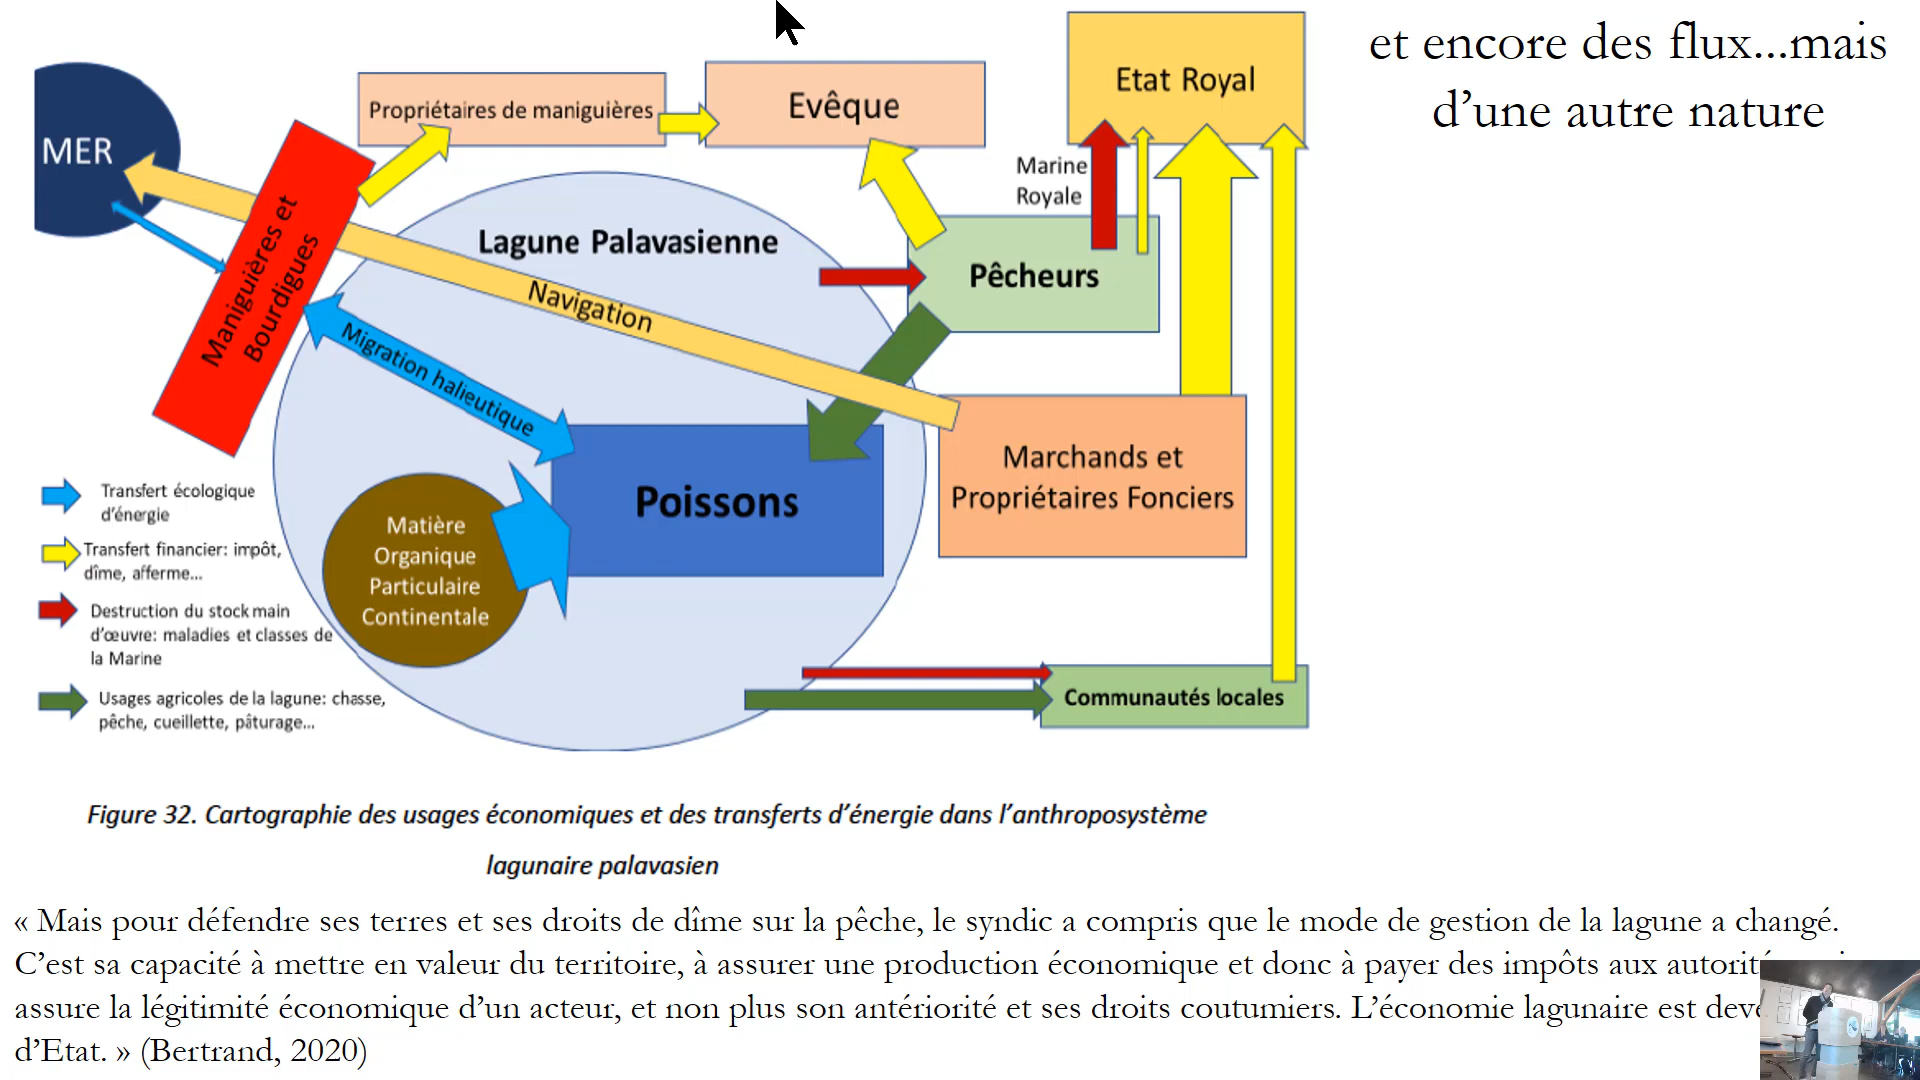 et encore des flux...mais
d’une autre nature
MER
Propriétaires de maniguières
Evêque
Etat Royal
Marine
Royale
Maniguières et
Bourdigues
Lagune Palavasienne
Pêcheurs
Navigation
Migration halieutique
Marchands et
Propriétaires Fonciers
Poissons
Matière
Organique
Particulaire
Continentale
Transfert écologique
d’énergie
Transfert financier: impôt,
dîme, afferme...
Destruction du stock main
d’œuvre: maladies et classes de
la Marine
Usages agricoles de la lagune: chasse,
pêche, cueillette, pâturage...
Communautés locales
Figure 32. Cartographie des usages économiques et des transferts d’énergie dans l’anthroposystème
lagunaire palavasien
« Mais pour défendre ses terres et ses droits de dîme sur la pêche, le syndic a compris que le mode de gestion de la lagune a changé.
C’est sa capacité à mettre en valeur du territoire, à assurer une production économique et donc à payer des impôts aux
assure la légitimité économique d’un acteur, et non plus son antériorité et ses droits coutumiers. L’économie lagunaire est
d’Etat. » (Bertrand, 2020)